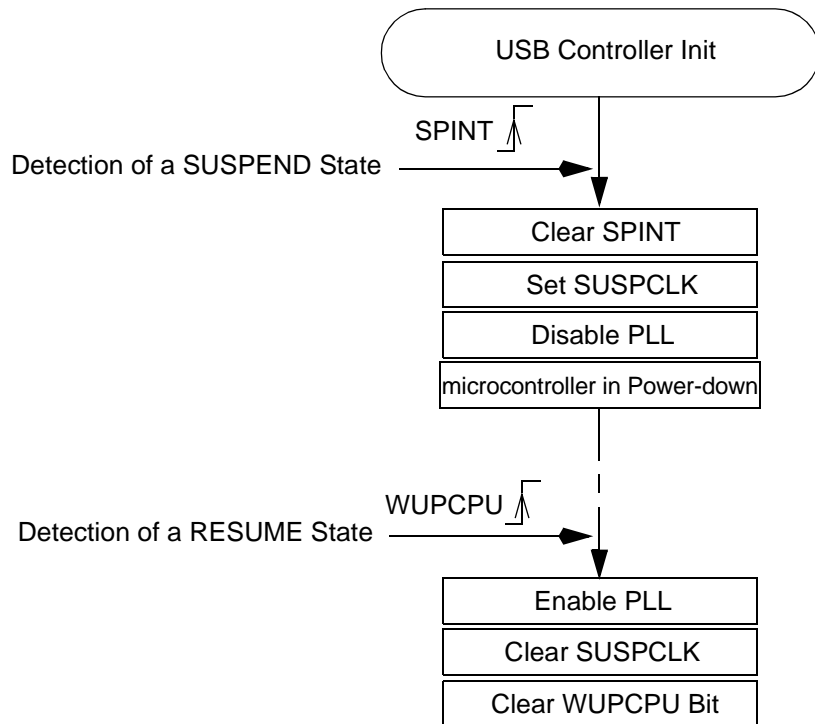 USB Controller Init
SPINT
Detection of a SUSPEND State
Clear SPINT
Set SUSPCLK
Disable PLL
microcontroller in Power-down
WUPCPU
Detection of a RESUME State
Enable PLL
Clear SUSPCLK
Clear WUPCPU Bit